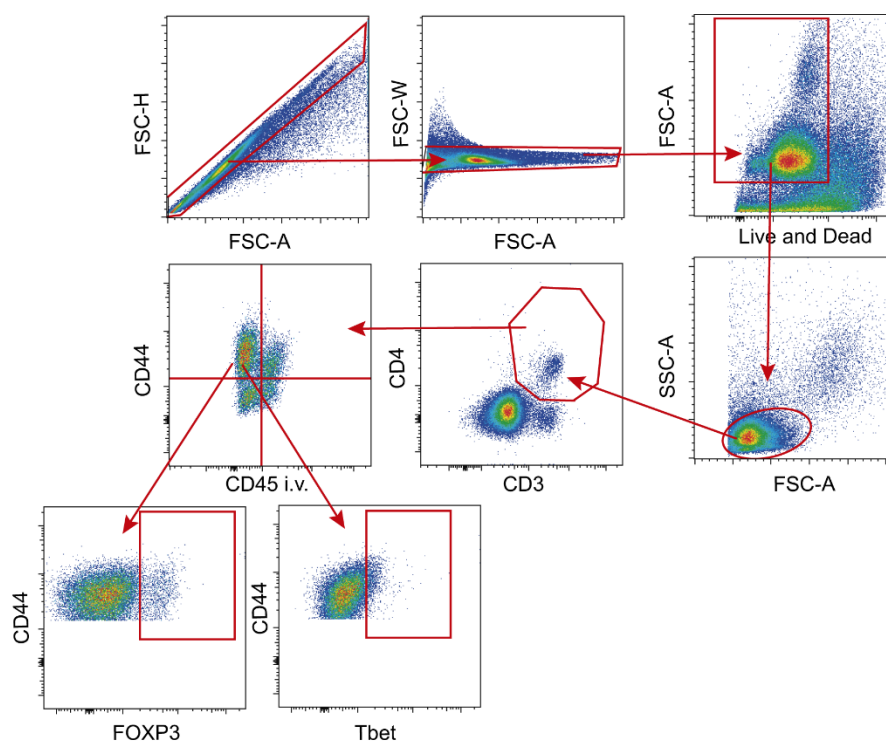 FSC-H
FSC-A
FSC-W
FSC-A
FSC-A
Live and Dead
CD44
CD45 i.v.
CD4
CD3
SSC-A
FSC-A
CD44
FOXP3
CD44
Tbet